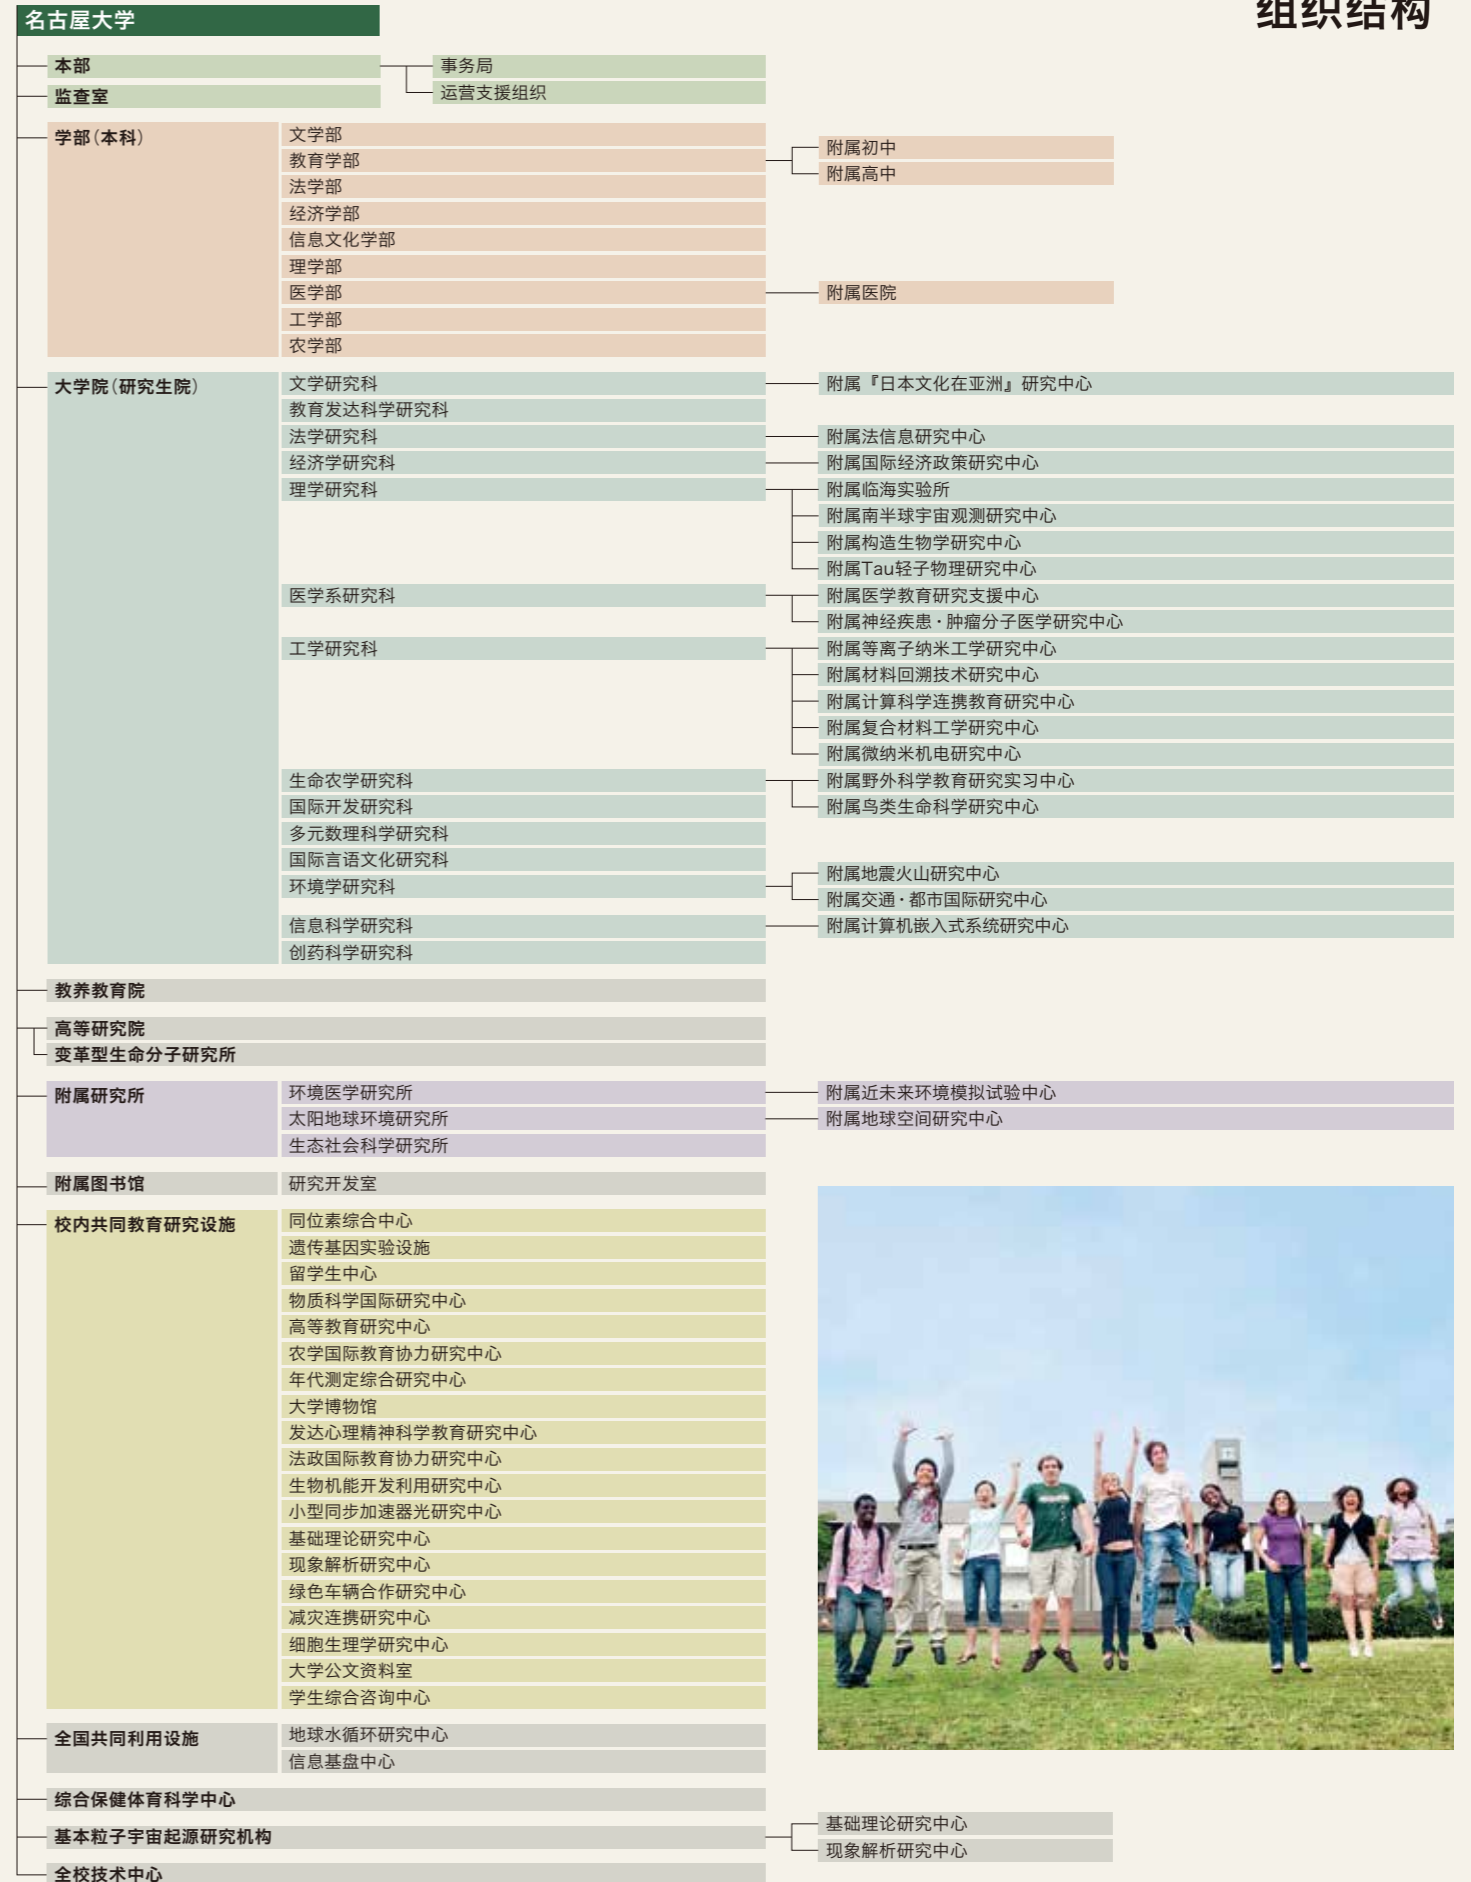 组织结构
名古屋大学
本部
事务局
监查室
运营支援组织
学部(本科)
文学部
教育学部
附属初中
附属高中
法学部
经济学部
信息文化学部
理学部
医学部
附属医院
工学部
农学部
大学院(研究生院)
文学研究科
附属『日本文化在亚洲』研究中心
教育发达科学研究科
法学研究科
附属法信息研究中心
经济学研究科
附属国际经济政策研究中心
理学研究科
附属临海实验所
附属南半球宇宙观测研究中心
附属构造生物学研究中心
附属Tau轻子物理研究中心
医学系研究科
附属医学教育研究支援中心
附属神经疾患・肿瘤分子医学研究中心
工学研究科
附属等离子纳米工学研究中心
附属材料回溯技术研究中心
附属计算科学连携教育研究中心
附属复合材料工学研究中心
附属微纳米机电研究中心
生命农学研究科
附属野外科学教育研究实习中心
国际开发研究科
附属鸟类生命科学研究中心
多元数理科学研究科
国际言语文化研究科
环境学研究科
附属地震火山研究中心
附属交通・都市国际研究中心
信息科学研究科
附属计算机嵌入式系统研究中心
创药科学研究科
教养教育院
高等研究院
变革型生命分子研究所
附属研究所
环境医学研究所
附属近未来环境模拟试验中心
太阳地球环境研究所
附属地球空间研究中心
生态社会科学研究所
附属图书馆
研究开发室
校内共同教育研究设施
同位素综合中心
遗传基因实验设施
留学生中心
物质科学国际研究中心
高等教育研究中心
农学国际教育协力研究中心
年代测定综合研究中心
大学博物馆
发达心理精神科学教育研究中心
法政国际教育协力研究中心
生物机能开发利用研究中心
小型同步加速器光研究中心
基础理论研究中心
现象解析研究中心
绿色车辆合作研究中心
减灾连携研究中心
细胞生理学研究中心
大学公文资料室
学生综合咨询中心
全国共同利用设施
地球水循环研究中心
信息基盘中心
综合保健体育科学中心
基本粒子宇宙起源研究机构
基础理论研究中心
现象解析研究中心
全校技术中心